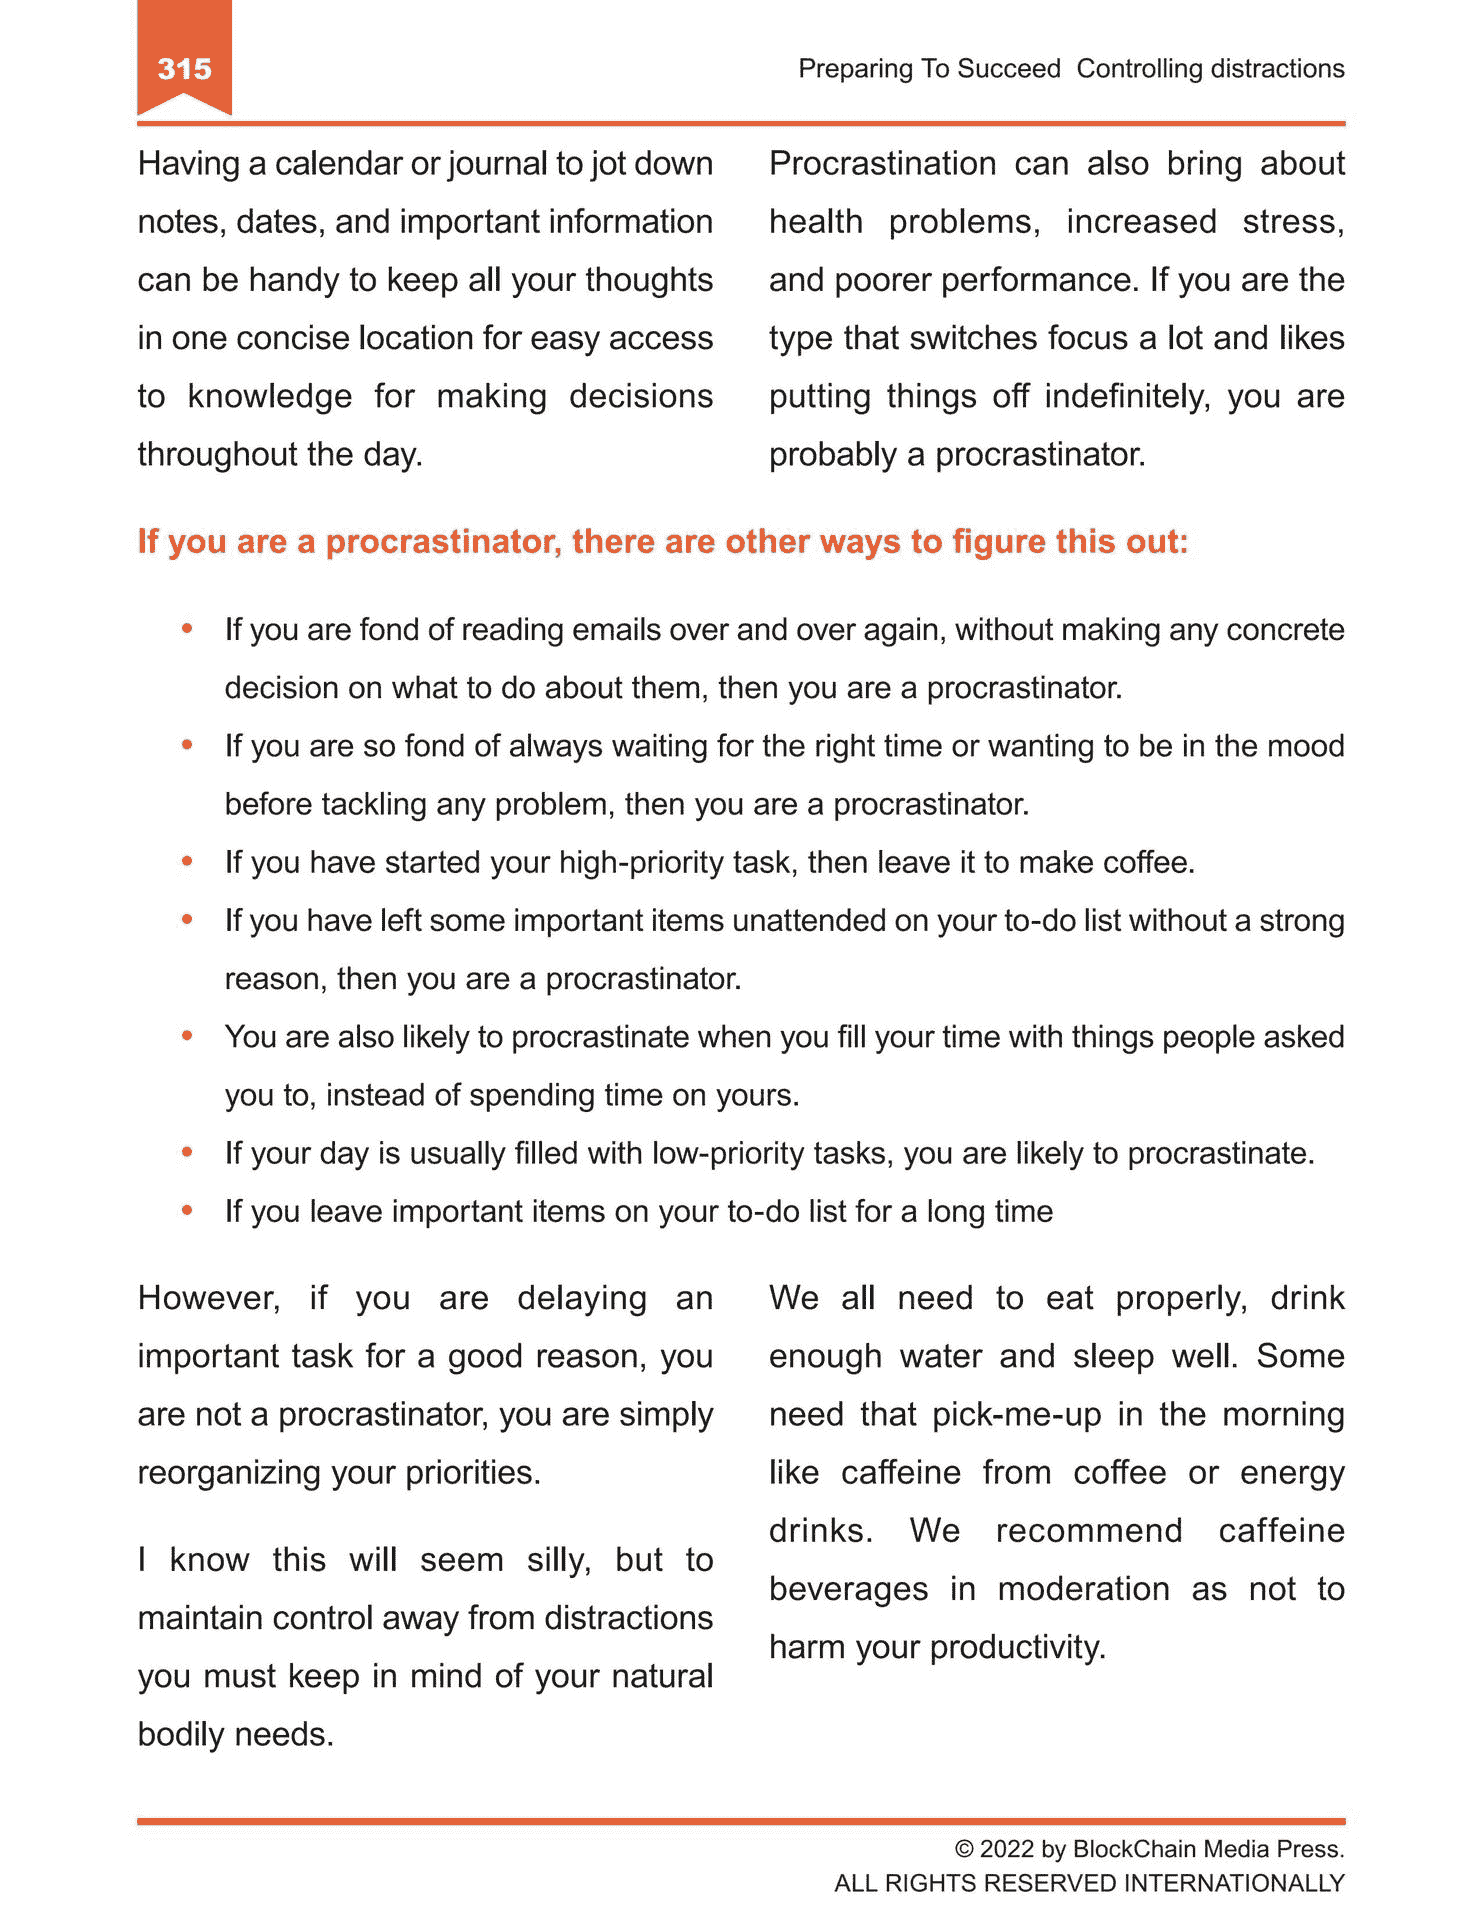 315
Preparing To Succeed  Controlling distractions
Having a calendar or journal to jot down
notes, dates, and important information
can be handy to keep all your thoughts
in one concise location for easy access
to knowledge for making decisions
throughout the day.
Procrastination can also bring about
health problems, increased stress,
and poorer performance. If you are the
type that switches focus a lot and likes
putting things off indefinitely, you are
probably a procrastinator.
If you are a procrastinator, there are other ways to figure this out:
• If you are fond of reading emails over and over again, without making any concrete
decision on what to do about them, then you are a procrastinator.
• If you are so fond of always waiting for the right time or wanting to be in the mood
before tackling any problem, then you are a procrastinator.
• If you have started your high-priority task, then leave it to make coffee.
• If you have left some important items unattended on your to-do list without a strong
reason, then you are a procrastinator.
• You are also likely to procrastinate when you fill your time with things people asked
you to, instead of spending time on yours.
• If your day is usually filled with low-priority tasks, you are likely to procrastinate.
• If you leave important items on your to-do list for a long time
However, if you are delaying an
important task for a good reason, you
are not a procrastinator, you are simply
reorganizing your priorities.
I know this will seem silly, but to
maintain control away from distractions
you must keep in mind of your natural
bodily needs.
We all need to eat properly, drink
enough water and sleep well. Some
need that pick-me-up in the morning
like caffeine from coffee or energy
drinks. We recommend caffeine
beverages in moderation as not to
harm your productivity.
© 2022 by BlockChain Media Press.
ALL RIGHTS RESERVED INTERNATIONALLY